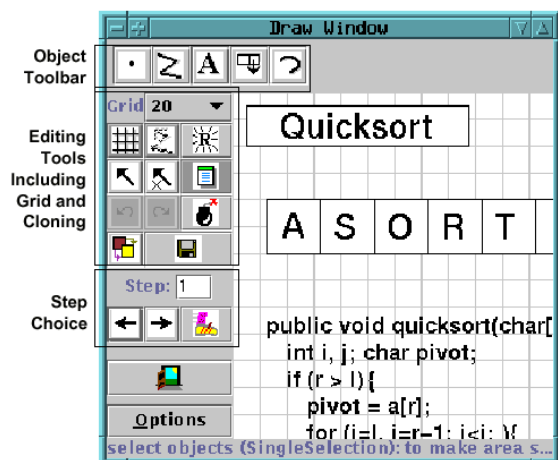 Draw Window
Object
Toolbar
A
Grid 20
Editing
Tools
Including
Grid and
Cloning
R
Quicksort
A S O R T
Step: 1
Step
Choice
public void quicksort(char[
int i, j; char pivot;
if (r > l){
pivot = a[r];
for (i=l, j=r-1; i<j; ){
Options
select objects (SingleSelection): to make area s...